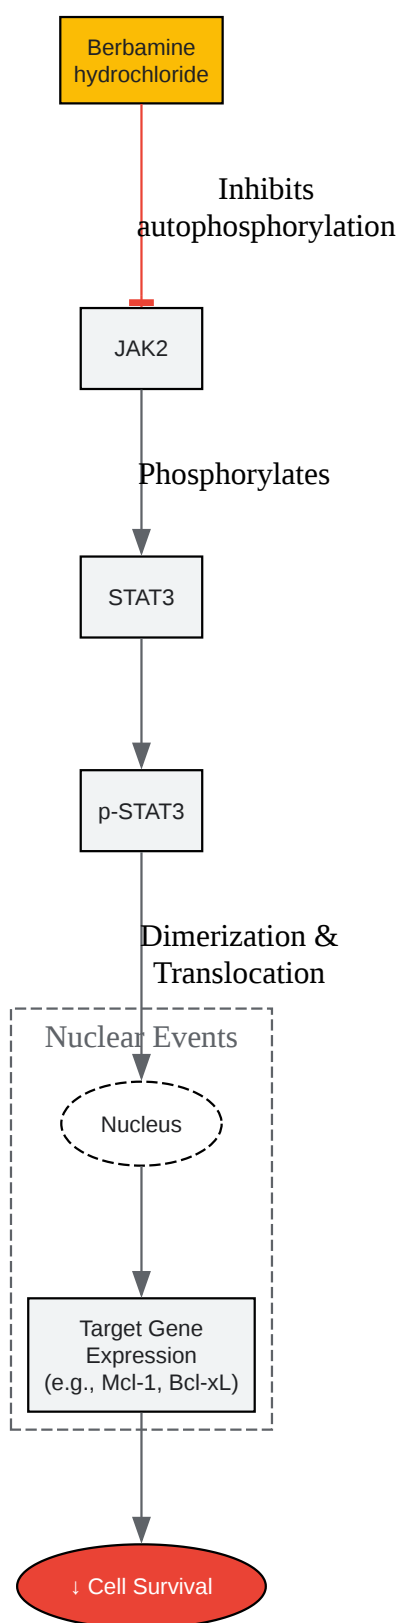 Berbamine
hydrochloride
Inhibits
autophosphorylation
JAK2
Phosphorylates
STAT3
p-STAT3
Dimerization &
Translocation
Nuclear Events
Nucleus
Target Gene
Expression
(e.g., Mcl-1, Bcl-xL)
↓ Cell Survival